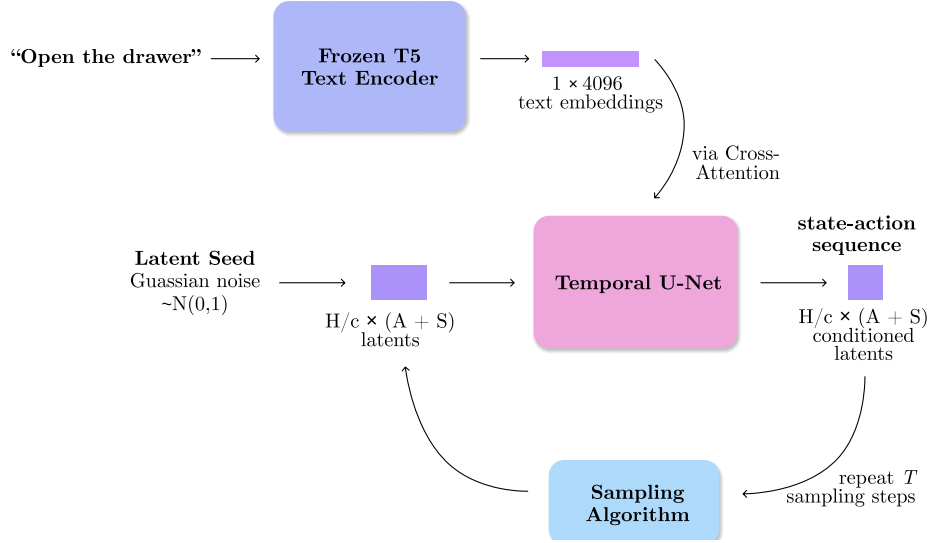 “Open the drawer”
Frozen T5
Text Encoder
1 × 4096
text embeddings
via Cross-
Attention
Latent Seed
Guassian noise
~N(0,1)
H/c × (A + S)
latents
Temporal U-Net
state-action
sequence
H/c × (A + S)
conditioned
latents
repeat T
sampling steps
Sampling
Algorithm